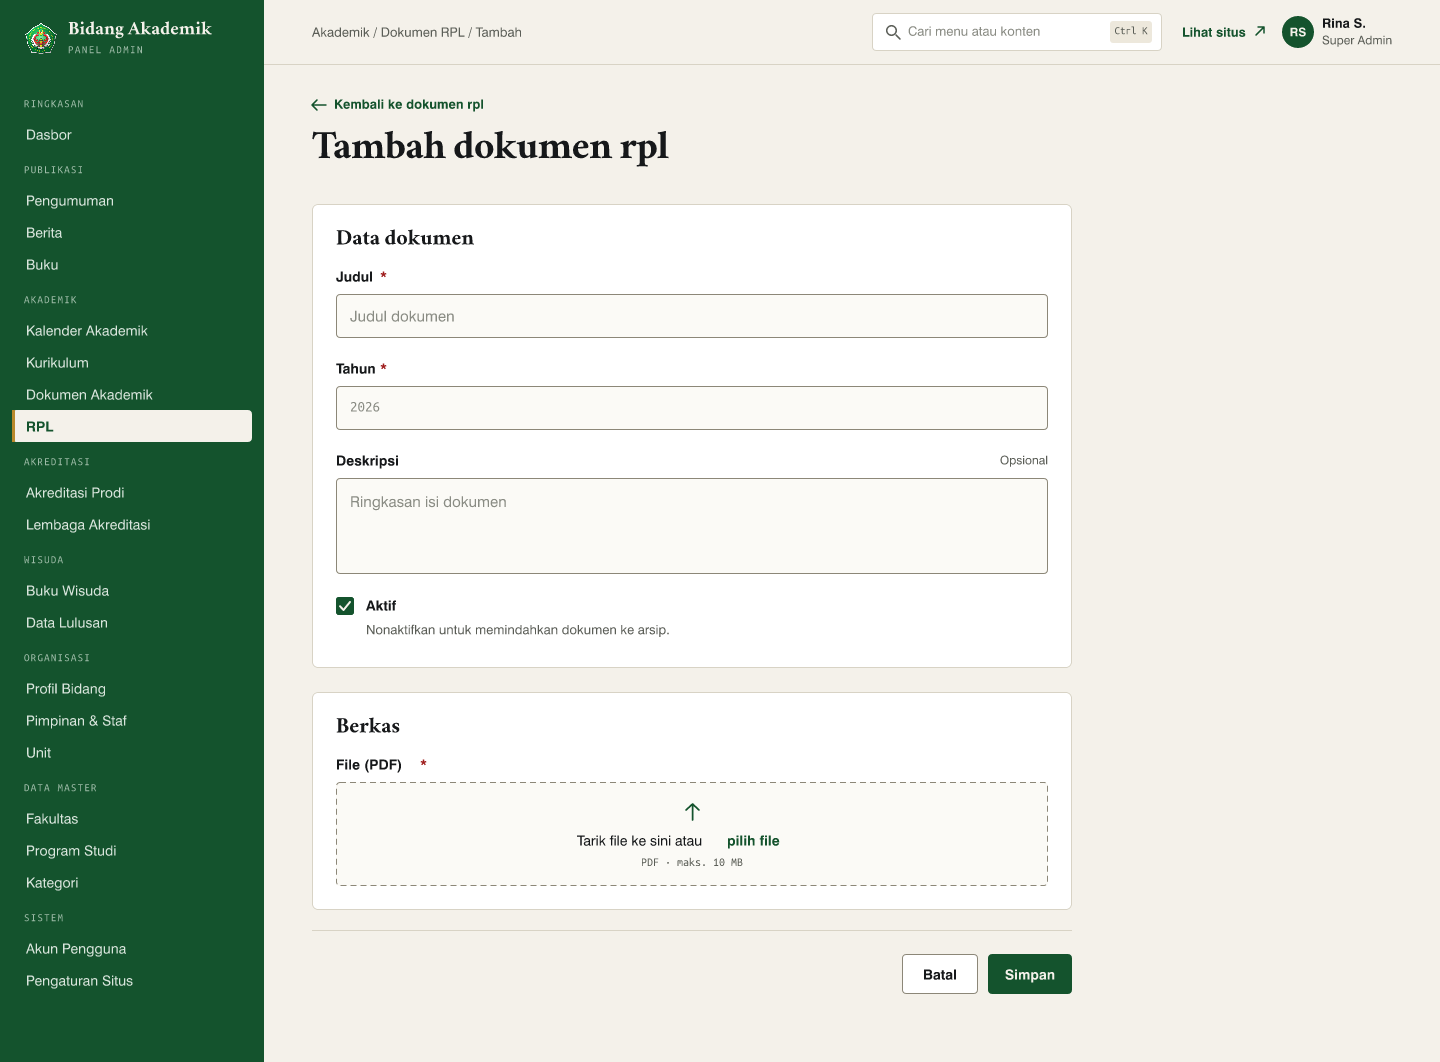 Bidang Akademik
PANEL ADMIN
RINGKASAN
Dasbor
PUBLIKASI
Pengumuman
Berita
Buku
AKADEMIK
Kalender Akademik
Kurikulum
Dokumen Akademik
RPL
AKREDITASI
Akreditasi Prodi
Lembaga Akreditasi
WISUDA
Buku Wisuda
Data Lulusan
ORGANISASI
Profil Bidang
Pimpinan & Staf
Unit
DATA MASTER
Fakultas
Program Studi
Kategori
SISTEM
Akun Pengguna
Pengaturan Situs
Akademik / Dokumen RPL / Tambah
Cari menu atau konten
Ctrl K
Lihat situs
RS
Rina S.
Super Admin
Kembali ke dokumen rpl
Tambah dokumen rpl
Data dokumen
Judul *
Judul dokumen
Tahun *
2026
Deskripsi
Opsional
Ringkasan isi dokumen
Aktif
Nonaktifkan untuk memindahkan dokumen ke arsip.
Berkas
File (PDF) *
Tarik file ke sini atau pilih file
PDF · maks. 10 MB
Batal
Simpan